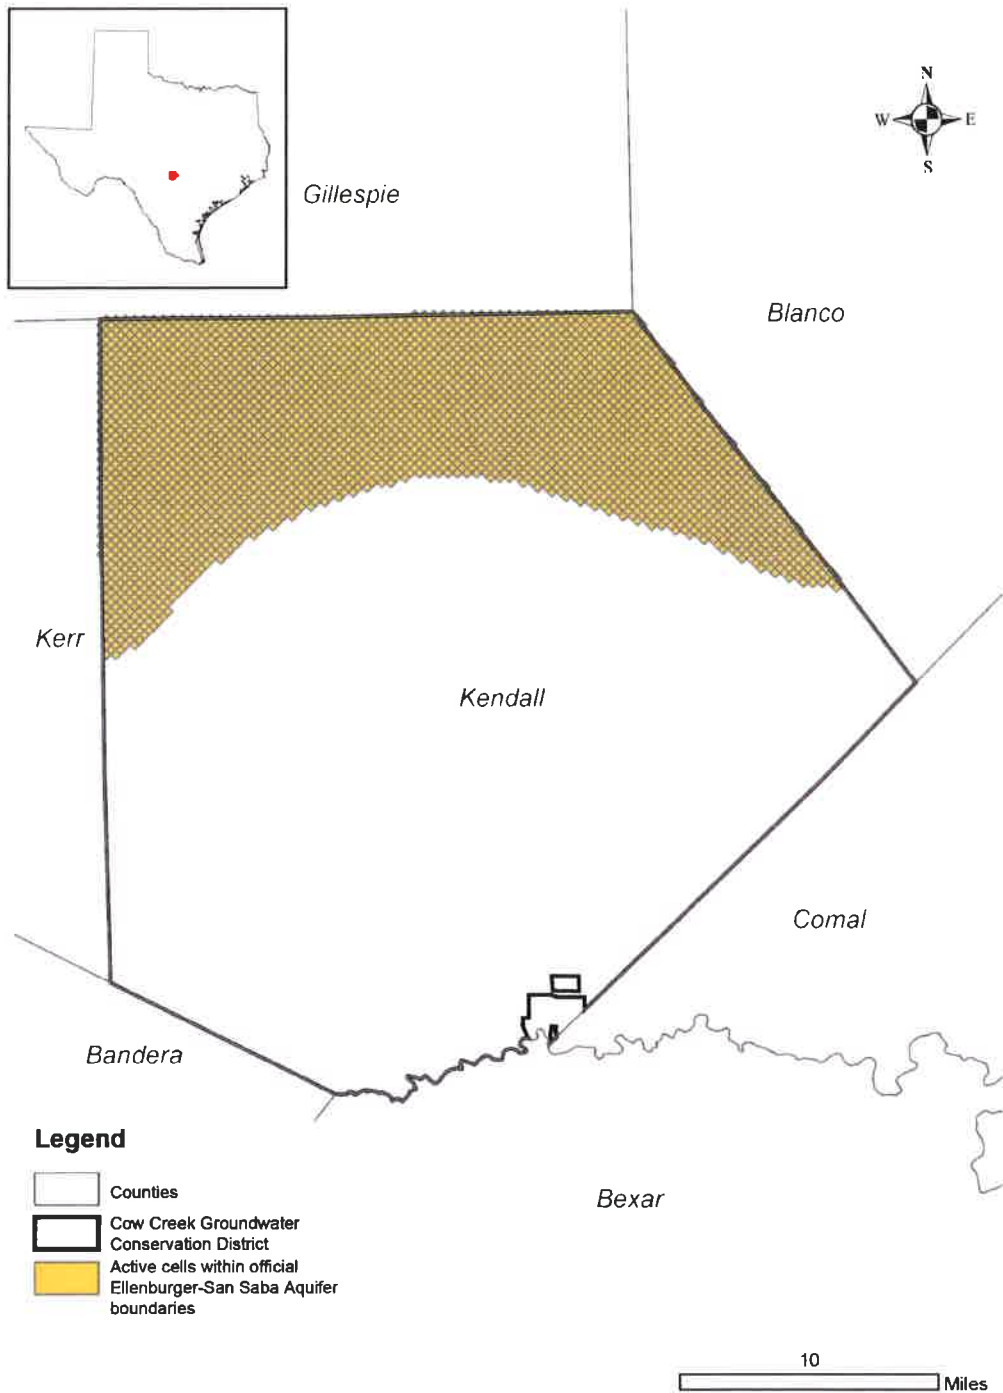 N
W E
S
Gillespie
Blanco
Kerr
Kendall
Comal
Bandera
Bexar
Legend
Counties
Cow Creek Groundwater
Conservation District
Active cells within official
Ellenburger-San Saba Aquifer
boundaries
10
Miles